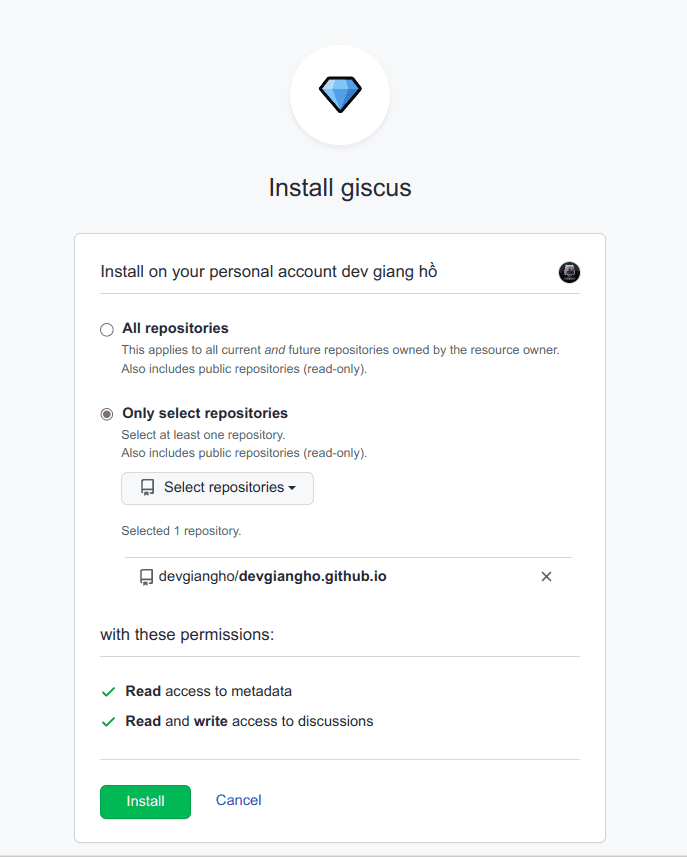 Install giscus
Install on your personal account dev giang hồ
All repositories
This applies to all current and future repositories owned by the resource owner.
Also includes public repositories (read-only).
Only select repositories
Select at least one repository.
Also includes public repositories (read-only).
Select repositories
Selected 1 repository.
devgiangho/devgiangho.github.io
with these permissions:
Read access to metadata
Read and write access to discussions
Install Cancel